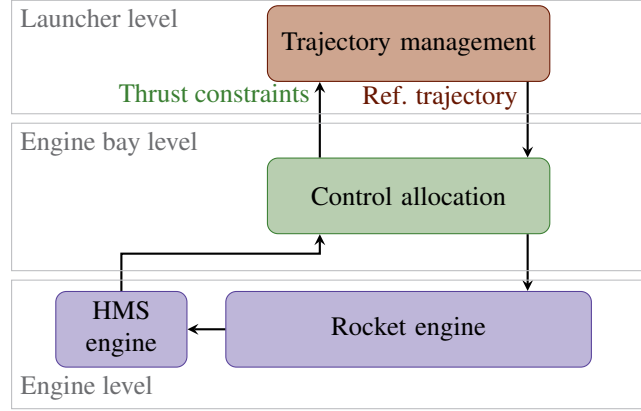 Launcher level
Trajectory management
Thrust constraints
Ref. trajectory
Engine bay level
Control allocation
HMS
engine
Rocket engine
Engine level